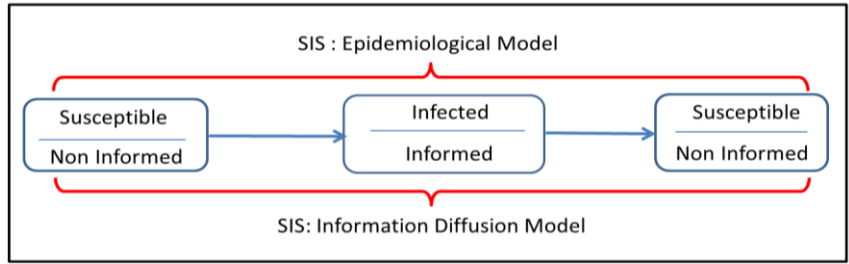 SIS : Epidemiological Model
Susceptible
Non Informed
Infected
Informed
Susceptible
Non Informed
SIS: Information Diffusion Model